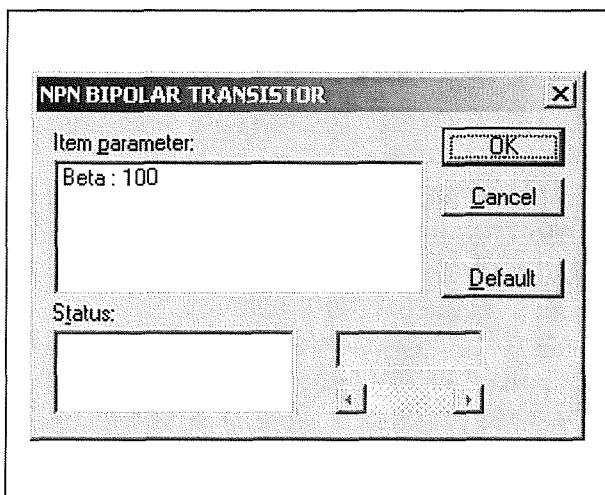 NPN BIPOLAR TRANSISTOR
Item parameter:
OK
Beta : 100
Cancel
Default
Status: